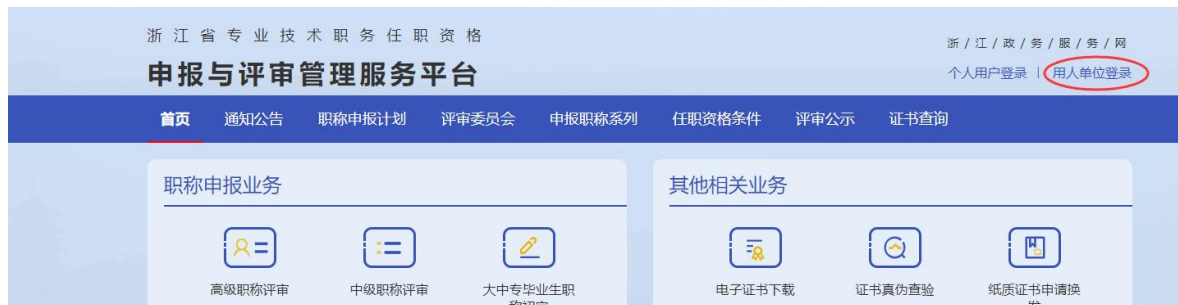 浙江省专业技术职务任职资格
申报与评审管理服务平台
浙/江/政/务/服/务/网
个人用户登录 | 用人单位登录
首页 通知公告 职称申报计划 评审委员会 申报职称系列 任职资格条件 评审公示 证书查询
职称申报业务
其他相关业务
高级职称评审 中级职称评审 大中专毕业生职
电子证书下载 证书真伪查验 纸质证书申请换